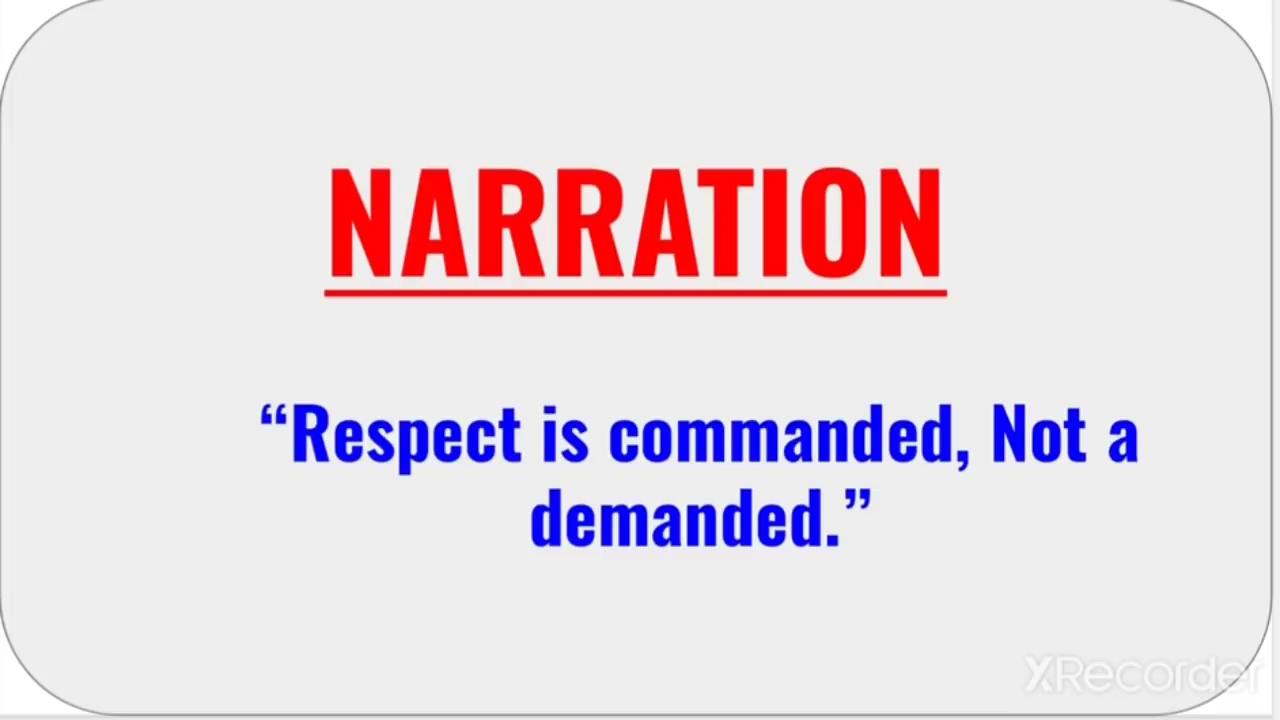 NARRATION
“Respect is commanded, Not a
demanded.”
XRecorder